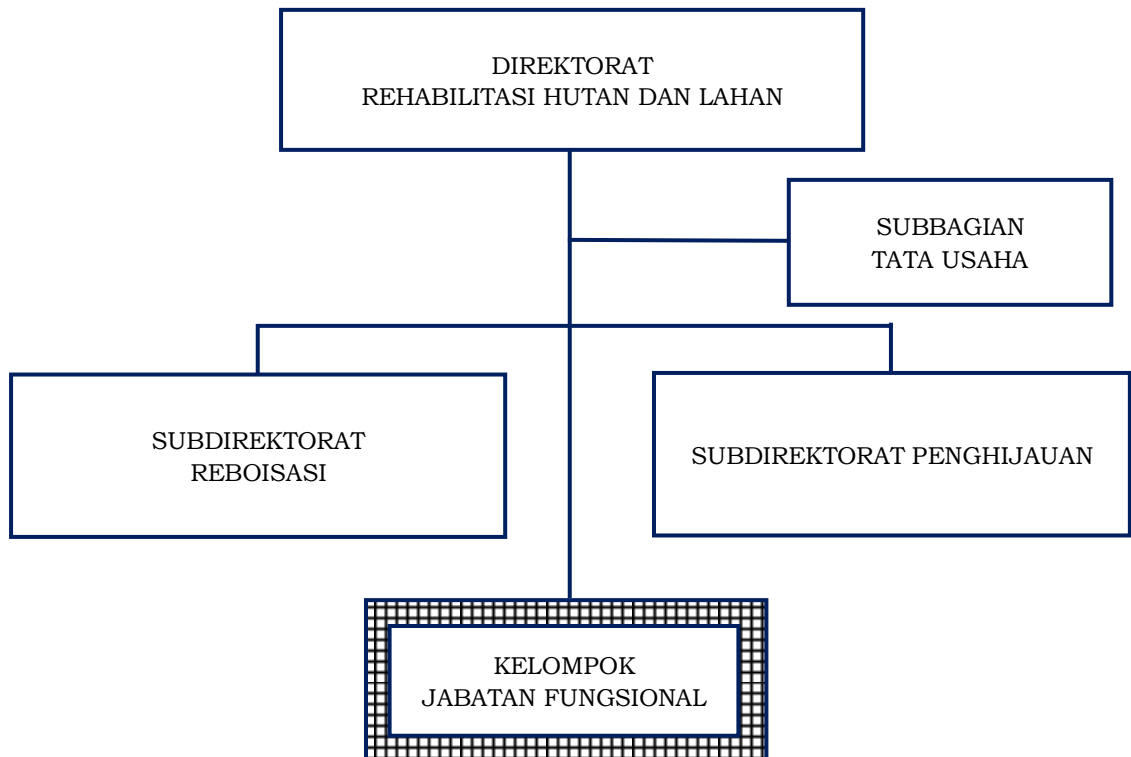 DIREKTORAT
REHABILITASI HUTAN DAN LAHAN
SUBBAGIAN
TATA USAHA
SUBDIREKTORAT
REBOISASI
SUBDIREKTORAT PENGHIJAUAN
KELOMPOK
JABATAN FUNGSIONAL